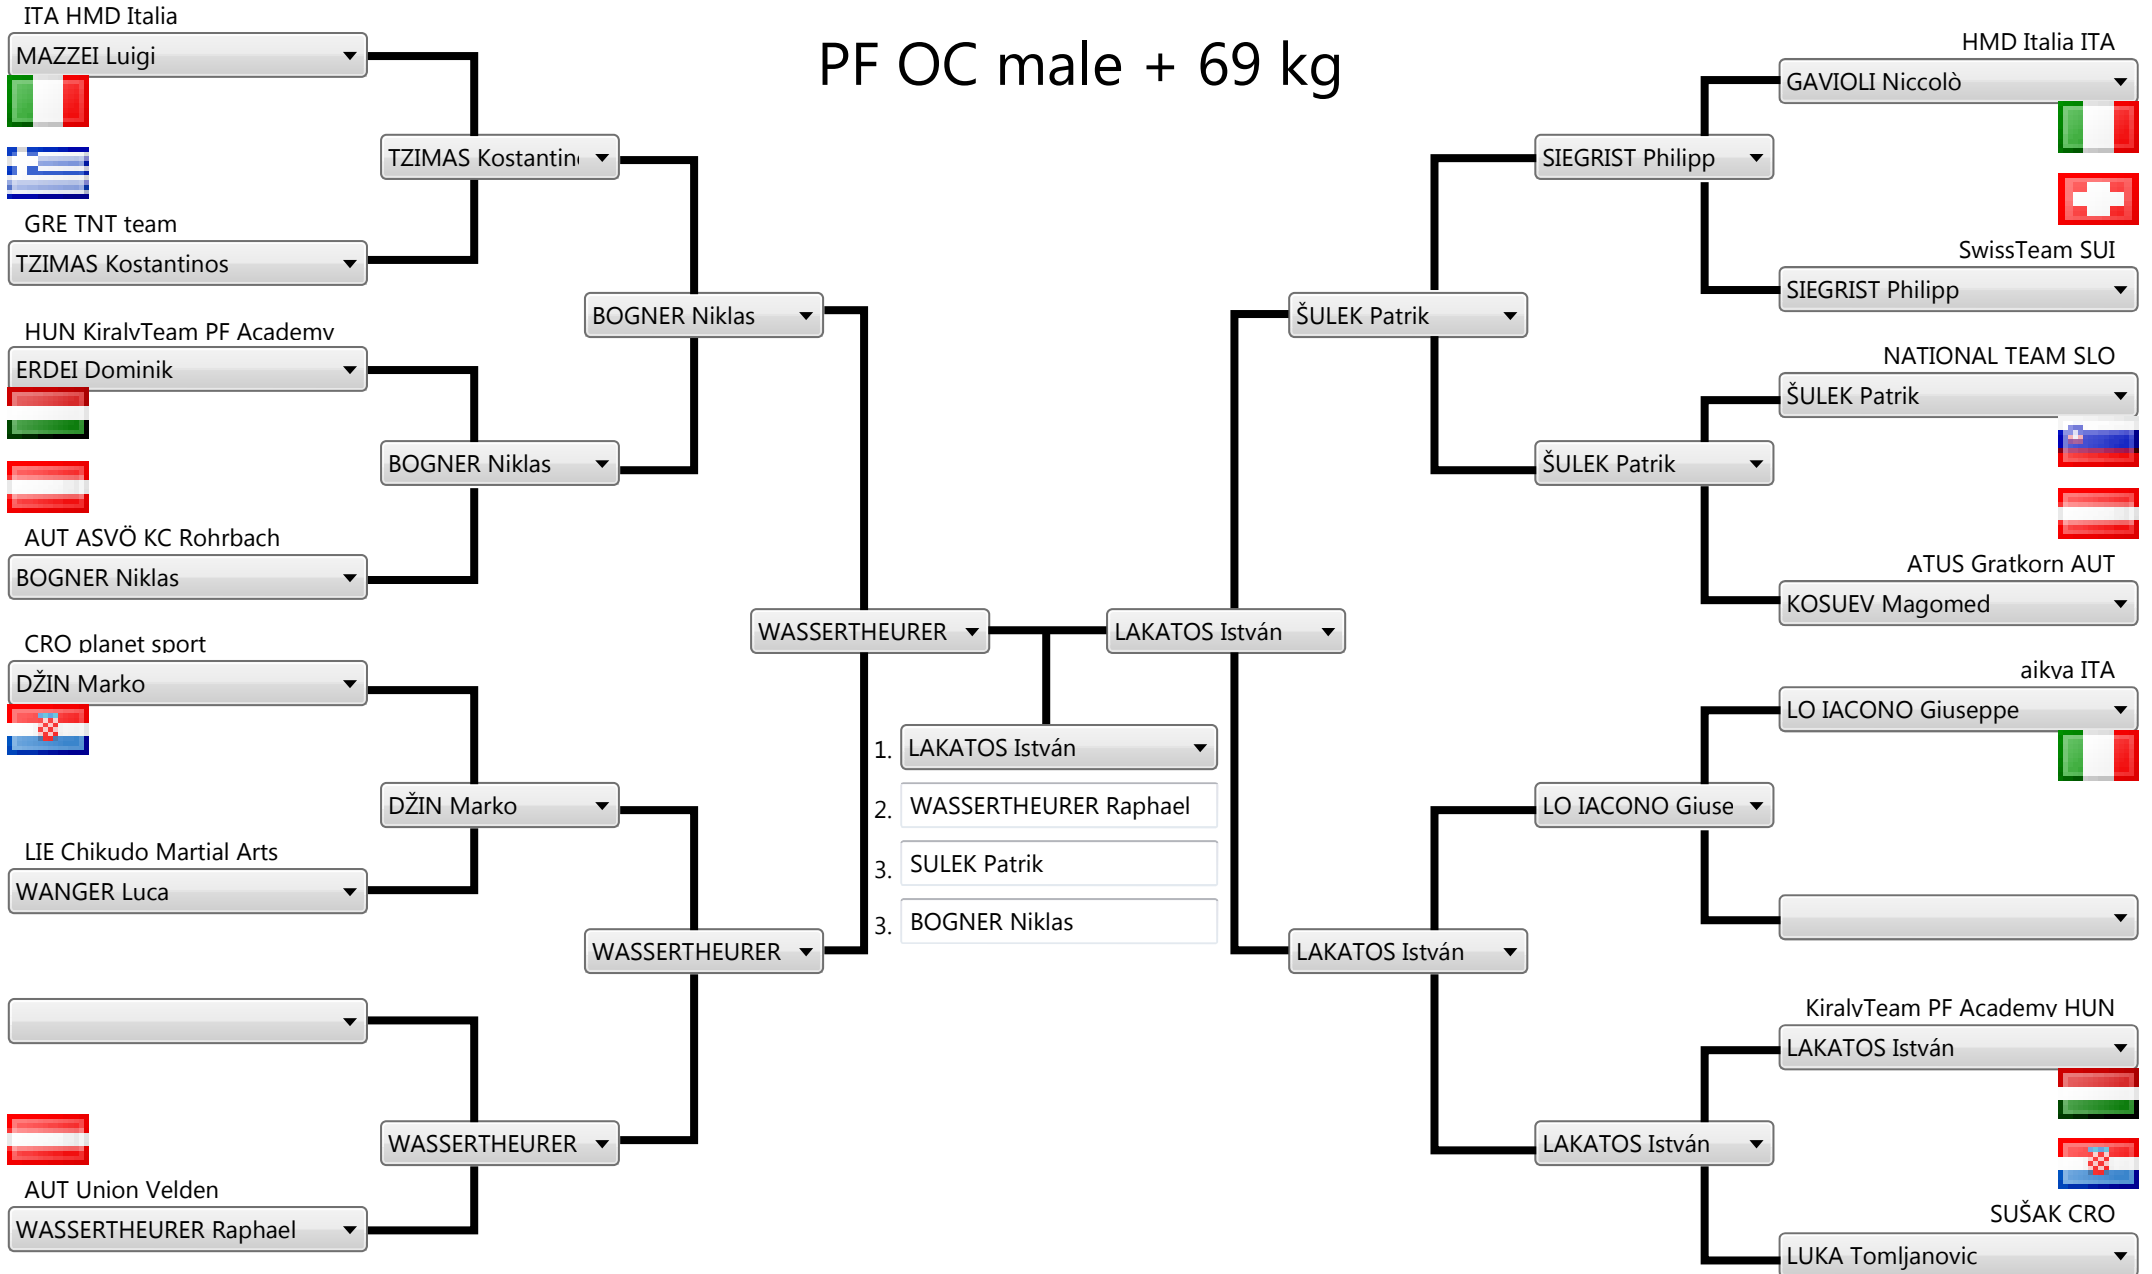 PF OC male + 69 kg
ITA HMD Italia
MAZZEI Luigi
GRE TNT team
TZIMAS Kostantinos
HUN KiralyTeam PF Academy
ERDEI Dominik
AUT ASVÖ KC Rohrbach
BOGNER Niklas
CRO planet sport
DŽIN Marko
LIE Chikudo Martial Arts
WANGER Luca
AUT Union Velden
WASSERTHEURER Raphael
TZIMAS Kostantin
BOGNER Niklas
DŽIN Marko
WASSERTHEURER
BOGNER Niklas
WASSERTHEURER
WASSERTHEURER
LAKATOS István
1. LAKATOS István
2. WASSERTHEURER Raphael
3. SULEK Patrik
3. BOGNER Niklas
ŠULEK Patrik
LAKATOS István
SIEGRIST Philipp
ŠULEK Patrik
LO IACONO Giuse
LAKATOS István
HMD Italia ITA
GAVIOLI Niccolò
SwissTeam SUI
SIEGRIST Philipp
NATIONAL TEAM SLO
ŠULEK Patrik
ATUS Gratkorn AUT
KOSUEV Magomed
aikya ITA
LO IACONO Giuseppe
KiralyTeam PF Academy HUN
LAKATOS István
SUŠAK CRO
LUKA Tomljanovic